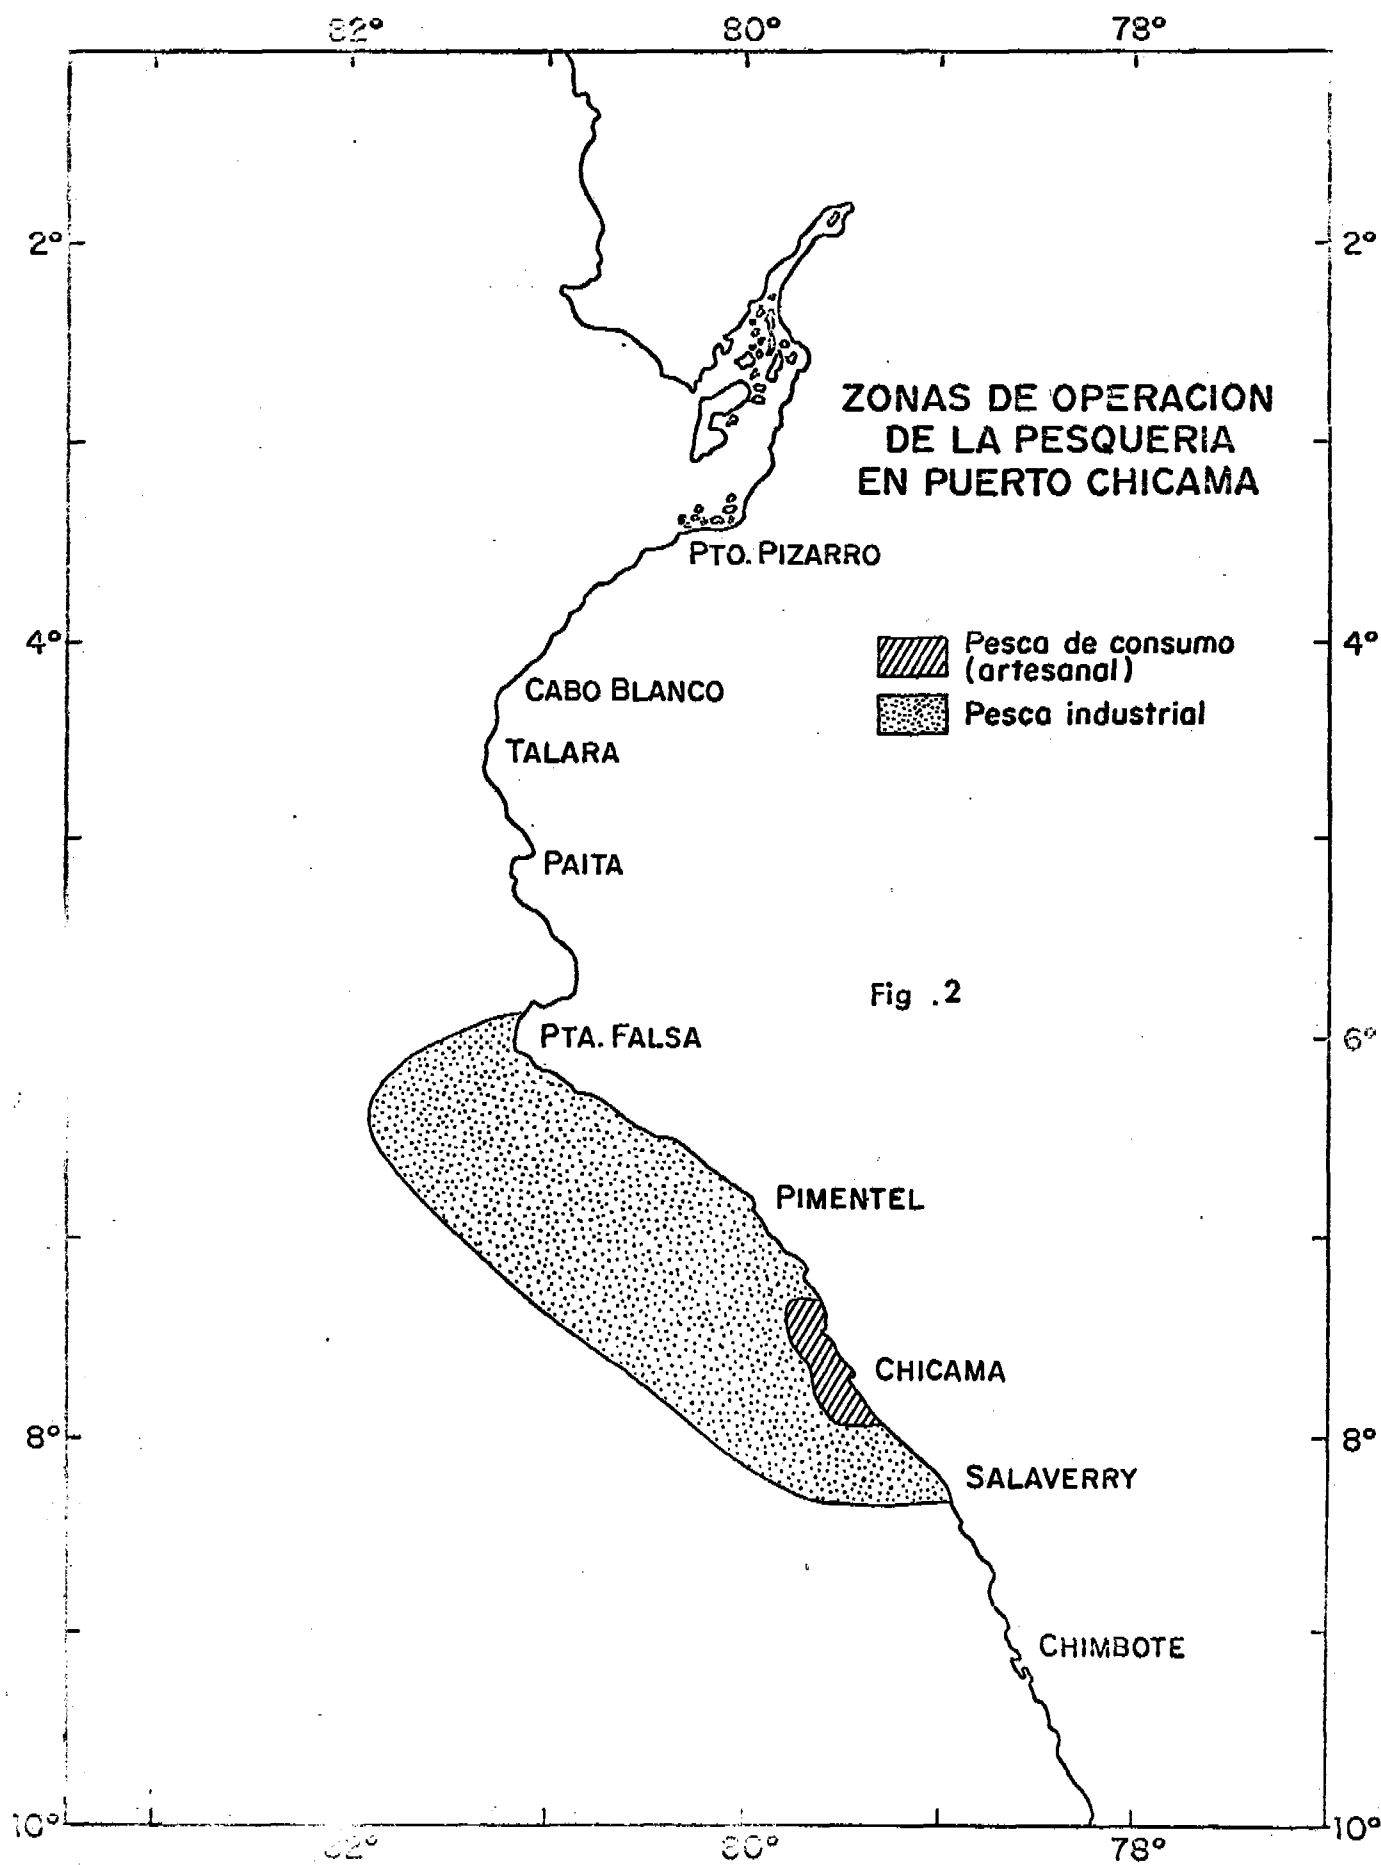 82° 80° 78°
2° 2°
ZONAS DE OPERACION
DE LA PESQUERIA
EN PUERTO CHICAMA
PTO. PIZARRO
4° 4°
Pesca de consumo
(artesanal)
CABO BLANCO
Pesca industrial
TALARA
PAITA
Fig .2
PTA. FALSA
6°
PIMENTEL
CHICAMA
8° 8°
SALAVERRY
CHIMBOTE
10° 10°
82° 80° 78°